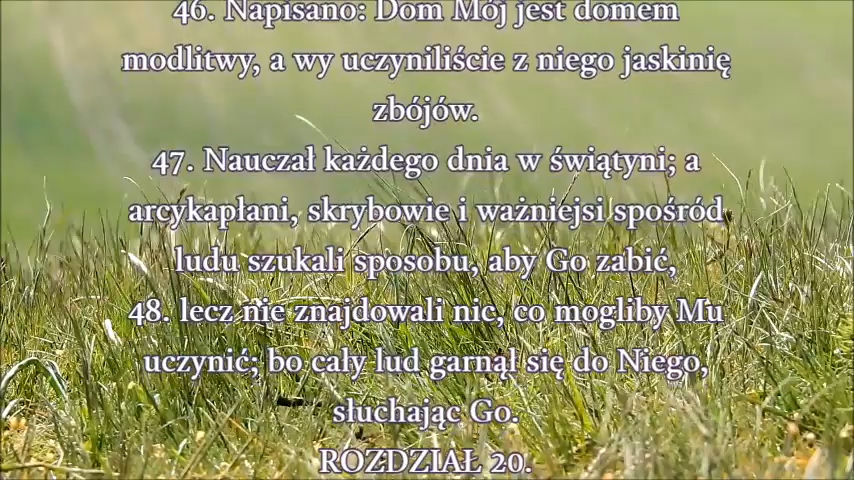 46. Napisano: Dom Mój jest domem
modlitwy, a wy uczyniliście z niego jaskinię
zbójów.
47. Nauczał każdego dnia w świątyni; a
arcykapłani, skrybowie i ważniejsi spośród
ludu szukali sposobu, aby Go zabić,
48. lecz nie znajdowali nic, co mogliby Mu
uczynić; bo cały lud garnął się do Niego,
słuchając Go.
ROZDZIAŁ 20.